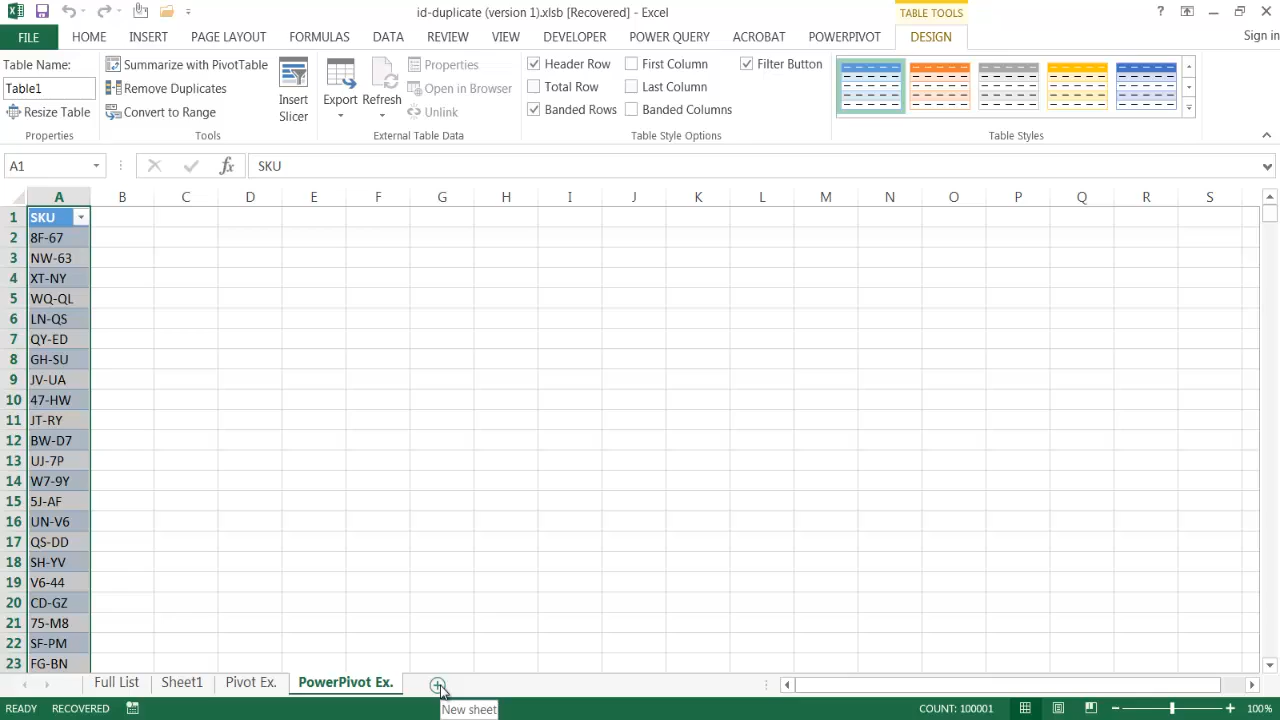 id-duplicate (version 1).xlsb [Recovered] - Excel
TABLE TOOLS
?
FILE
HOME
INSERT
PAGE LAYOUT
FORMULAS
DATA
REVIEW
VIEW
DEVELOPER
POWER QUERY
ACROBAT
POWERPIVOT
DESIGN
Sign in
Table Name:
Table1
Resize Table
Properties
Summarize with PivotTable
Remove Duplicates
Convert to Range
Tools
Insert
Slicer
Export
Refresh
Properties
Open in Browser
Unlink
External Table Data
Header Row
Total Row
Banded Rows
First Column
Last Column
Banded Columns
Filter Button
Table Style Options
Table Styles
A1
fx
SKU
A B C D E F G H I J K L M N O P Q R S
1 SKU
2 8F-67
3 NW-63
4 XT-NY
5 WQ-QL
6 LN-QS
7 QY-ED
8 GH-SU
9 JV-UA
10 47-HW
11 JT-RY
12 BW-D7
13 UJ-7P
14 W7-9Y
15 5J-AF
16 UN-V6
17 QS-DD
18 SH-YV
19 V6-44
20 CD-GZ
21 75-M8
22 SF-PM
23 FG-BN
Full List
Sheet1
Pivot Ex.
PowerPivot Ex.
New sheet
READY
RECOVERED
COUNT: 100001
100%